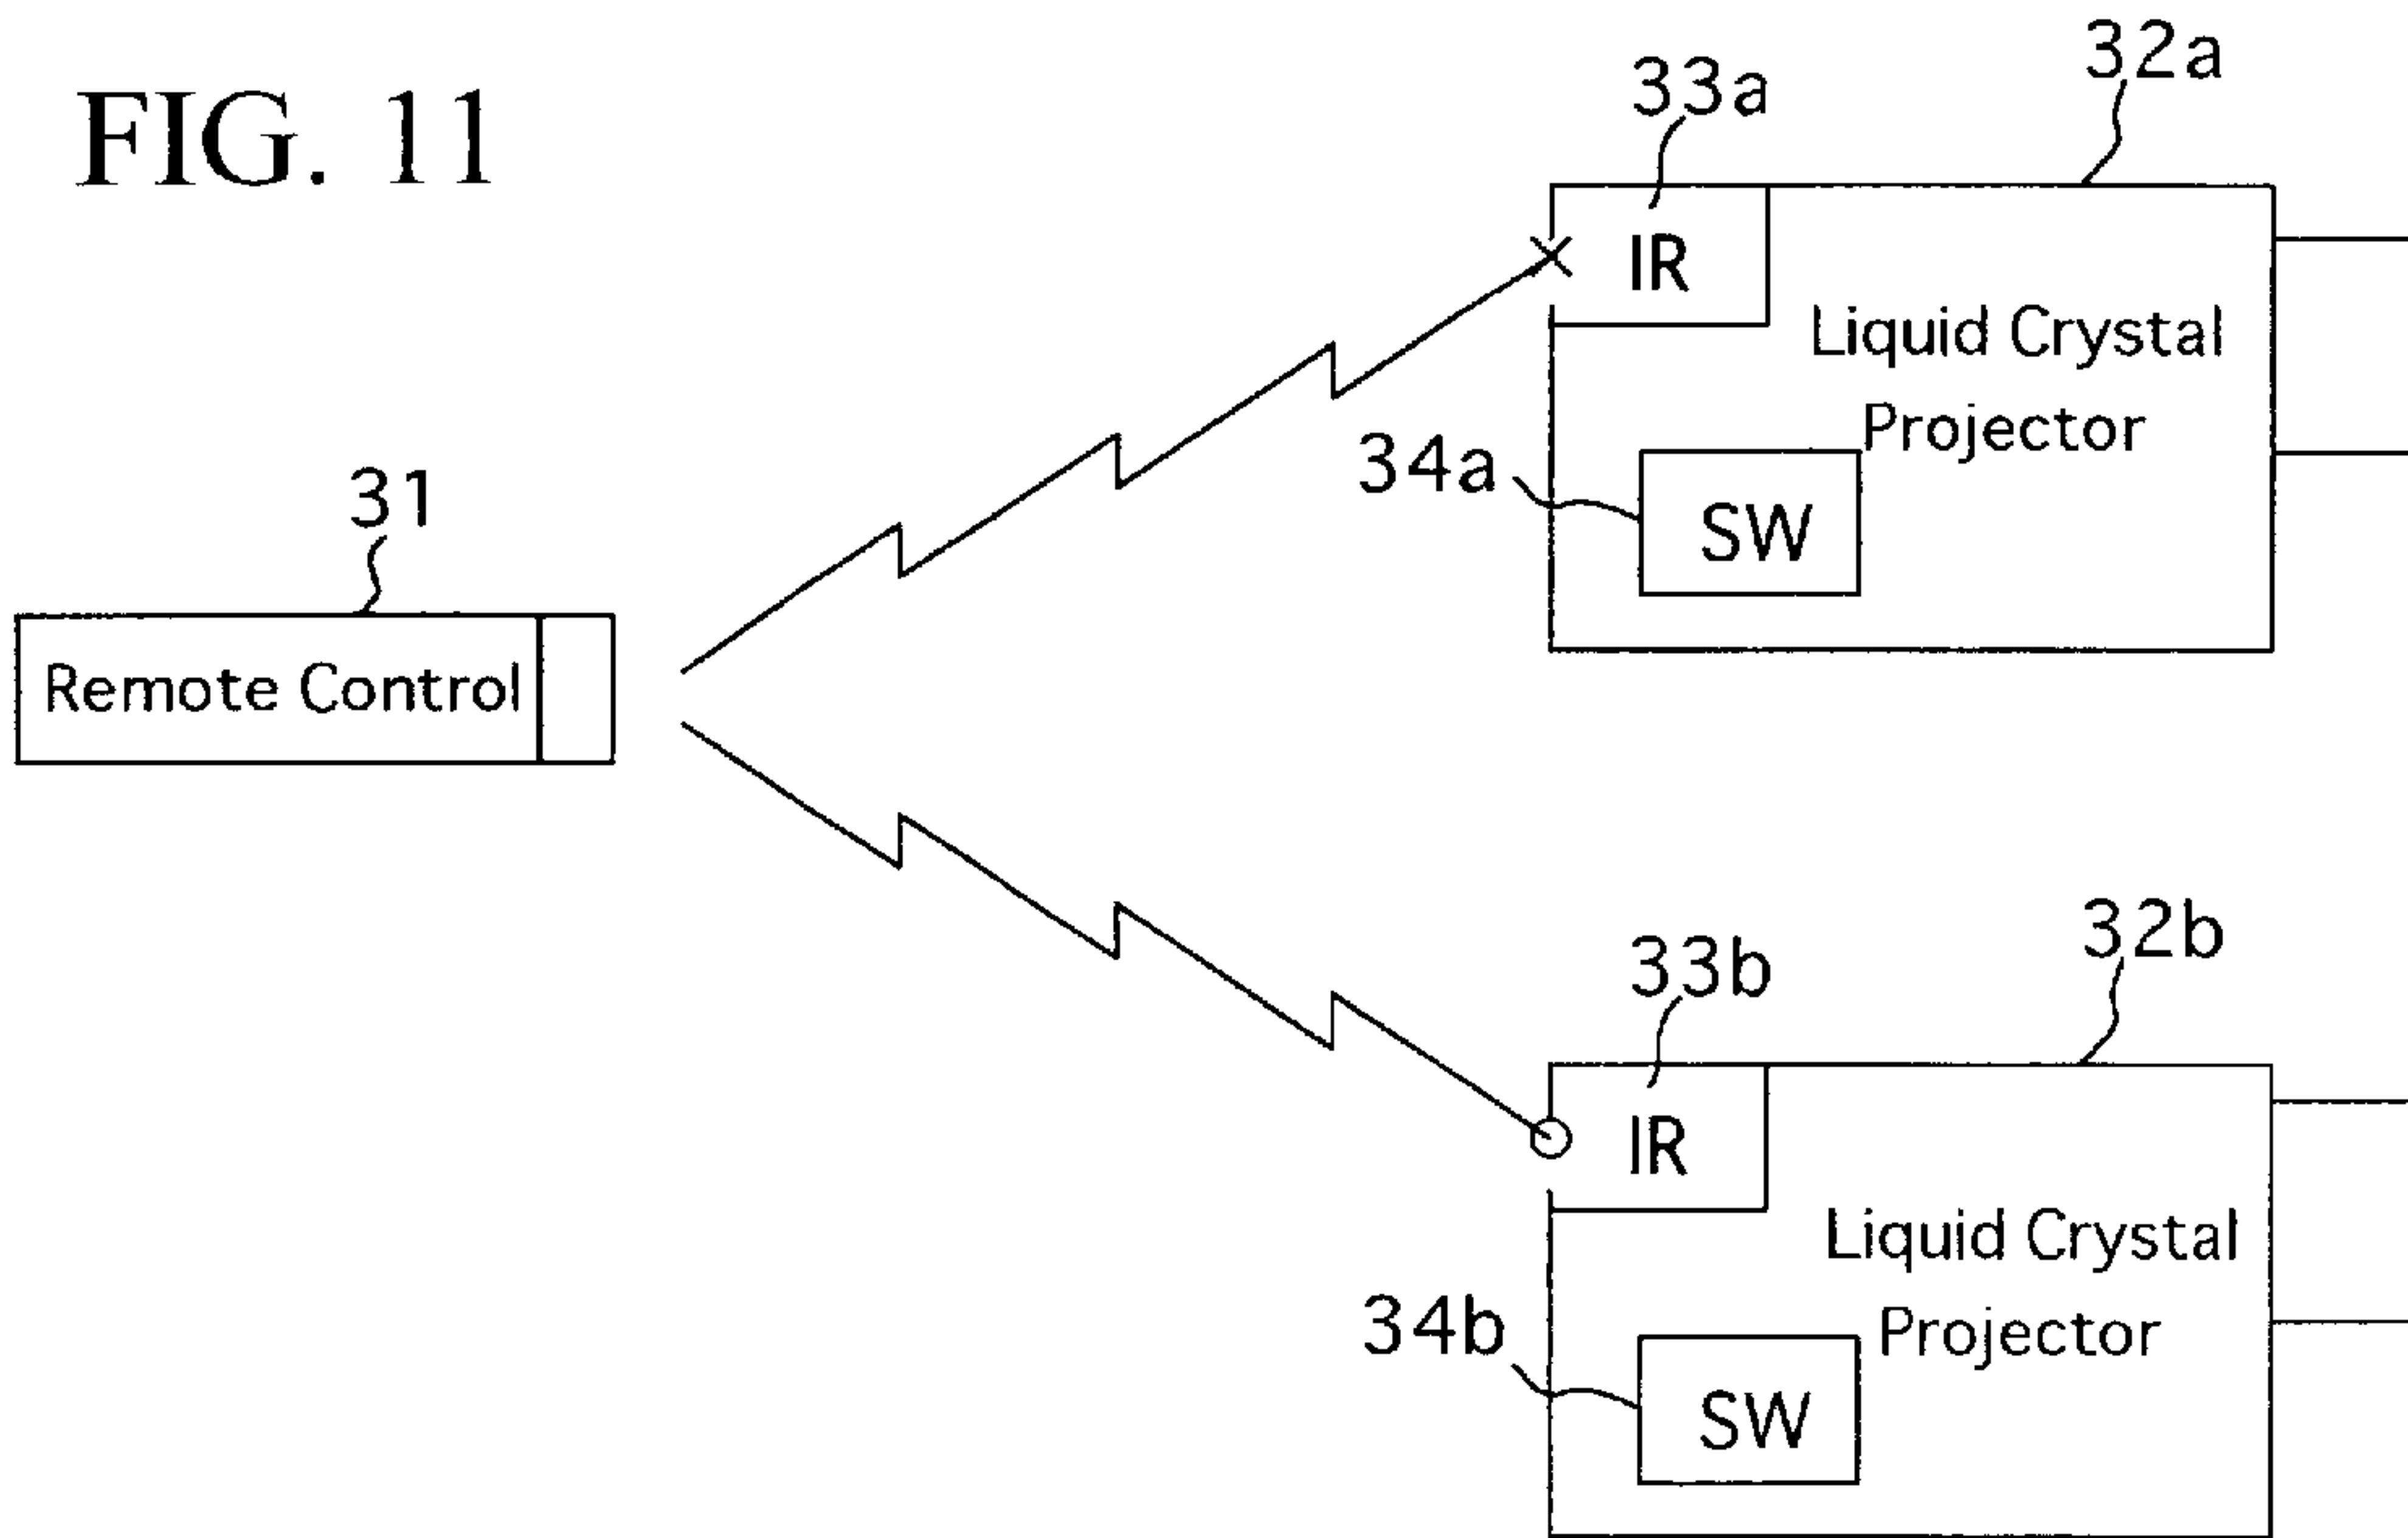 FIG. 11
32a
33a
IR
Liquid Crystal
Projector
34a
SW
31
Remote Control
32b
33b
IR
Liquid Crystal
Projector
34b
SW